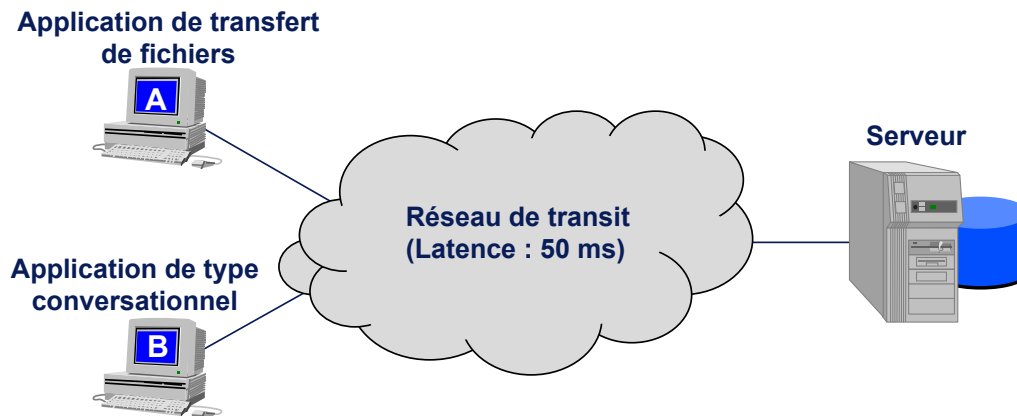 Application de transfert
de fichiers
A
Serveur
Réseau de transit
(Latence : 50 ms)
Application de type
conversationnel
B